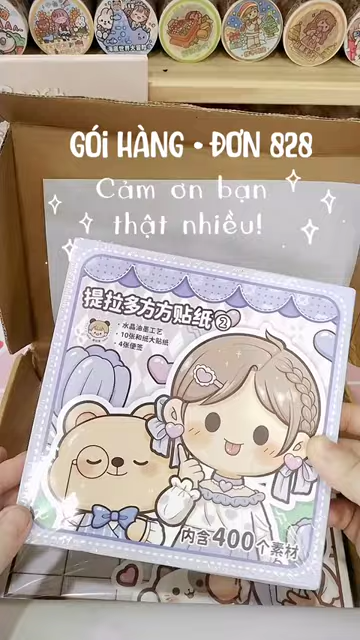 GÓI HÀNG • ĐƠN 828
Cảm ơn bạn
thật nhiều!
提拉多方方贴纸②
• 水晶油墨工艺
• 10张和纸大贴纸
• 4张便签
内含400个素材